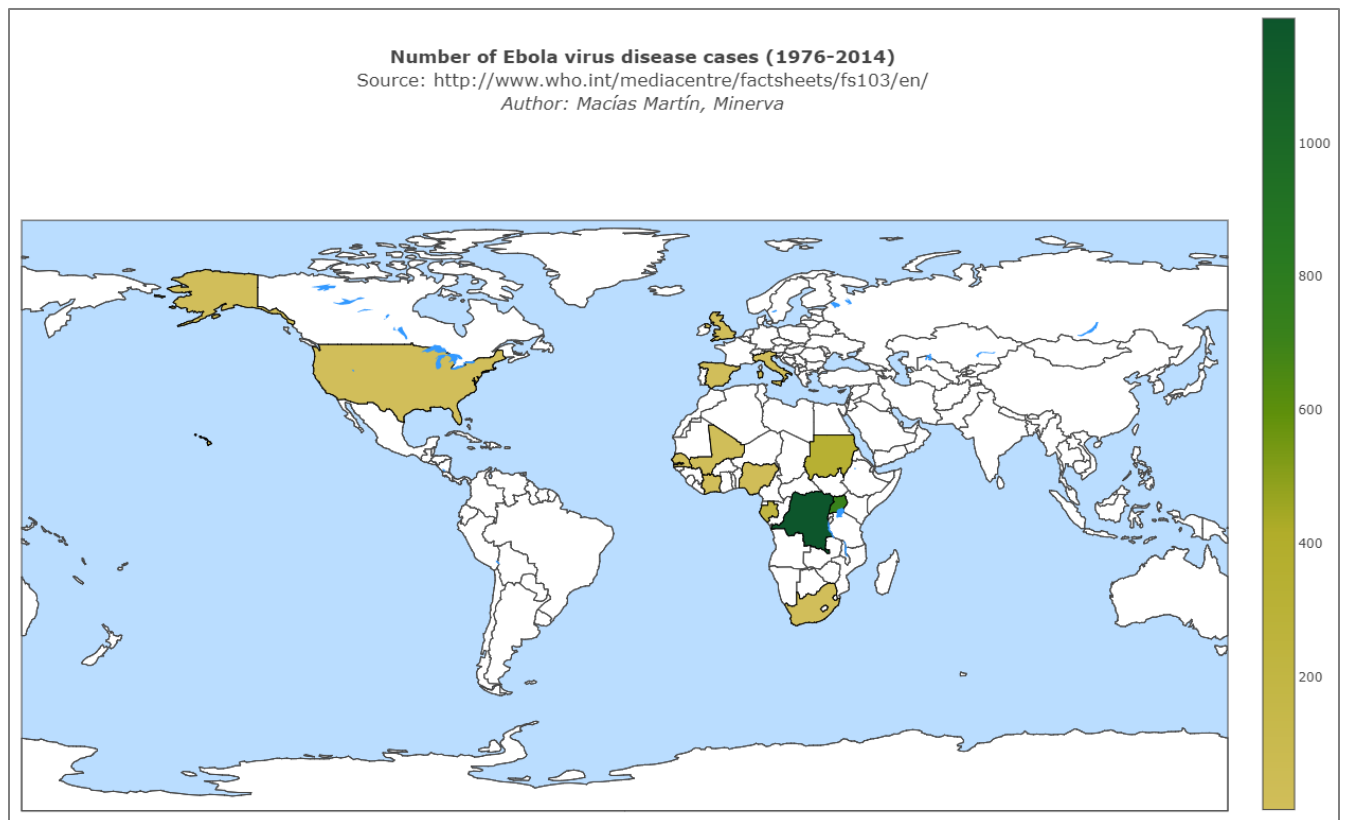 Number of Ebola virus disease cases (1976-2014)
Source: http://www.who.int/mediacentre/factsheets/fs103/en/
Author: Macías Martín, Minerva
1000
800
600
400
200